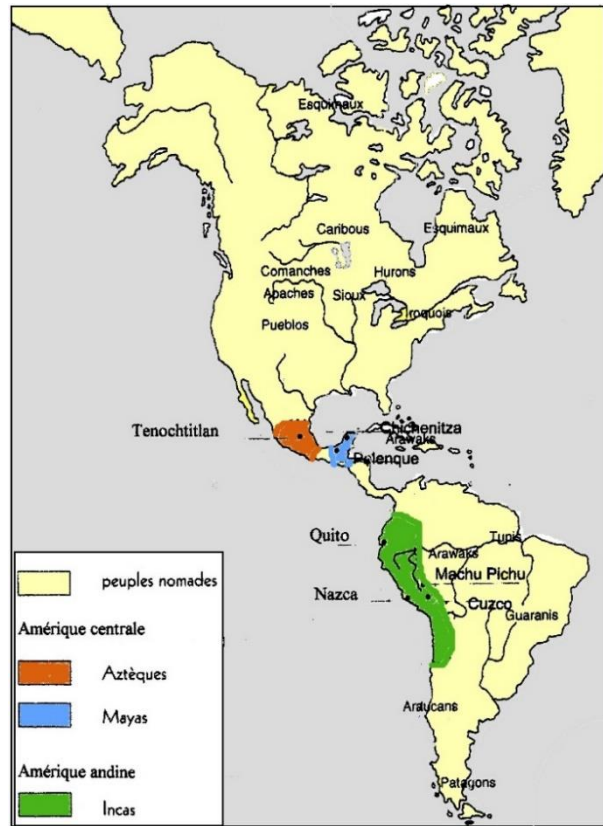 Esquimaux
Caribous
Esquimaux
Comanches
Hurons
Apaches
Sioux
Iroquois
Pueblos
Tenochtitlan
Chichenitza
Arawaks
Pelenque
Quito
Tupis
Arawaks
Machu Pichu
Nazca
Cuzco
Guaranis
Araucans
Patagons
peuples nomades
Amérique centrale
Aztèques
Mayas
Amérique andine
Incas